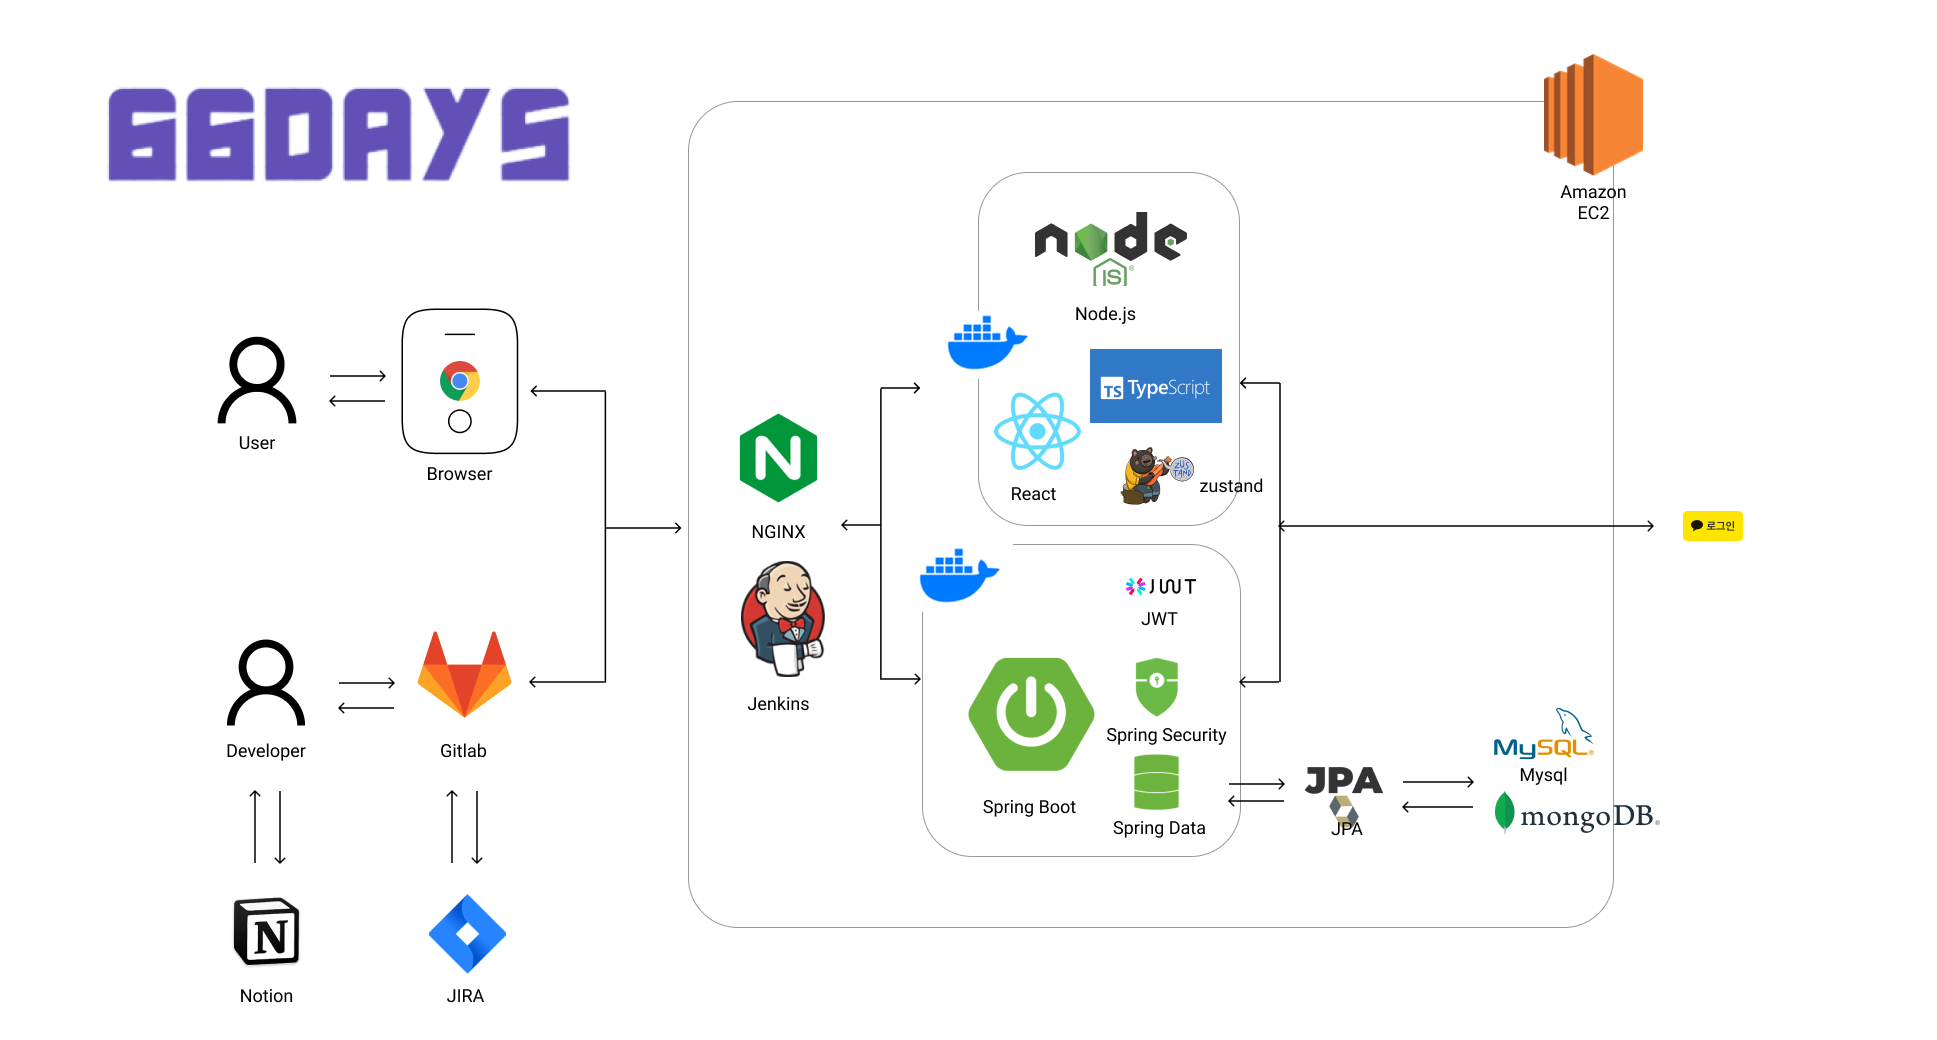 66DAYS
Amazon
EC2
node
JS
Node.js
TS TypeScript
React
ZUSTAND
zustand
User
Browser
NGINX
Jenkins
로그인
JWT
JWT
Spring Security
Spring Boot
Spring Data
JPA
JPA
MySQL
Mysql
mongoDB
Developer
Gitlab
N
Notion
JIRA